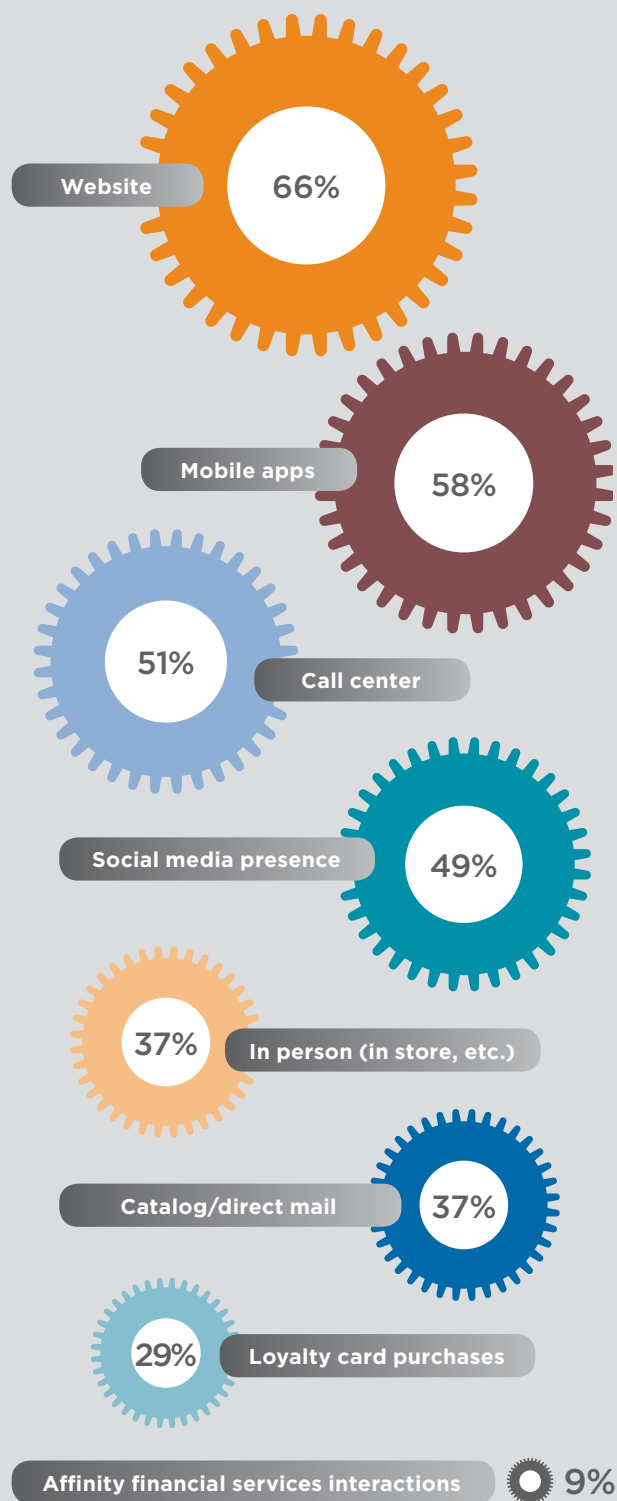 Website
66%
Mobile apps
58%
51%
Call center
Social media presence
49%
37%
In person (in store, etc.)
Catalog/direct mail
37%
29%
Loyalty card purchases
Affinity financial services interactions
9%